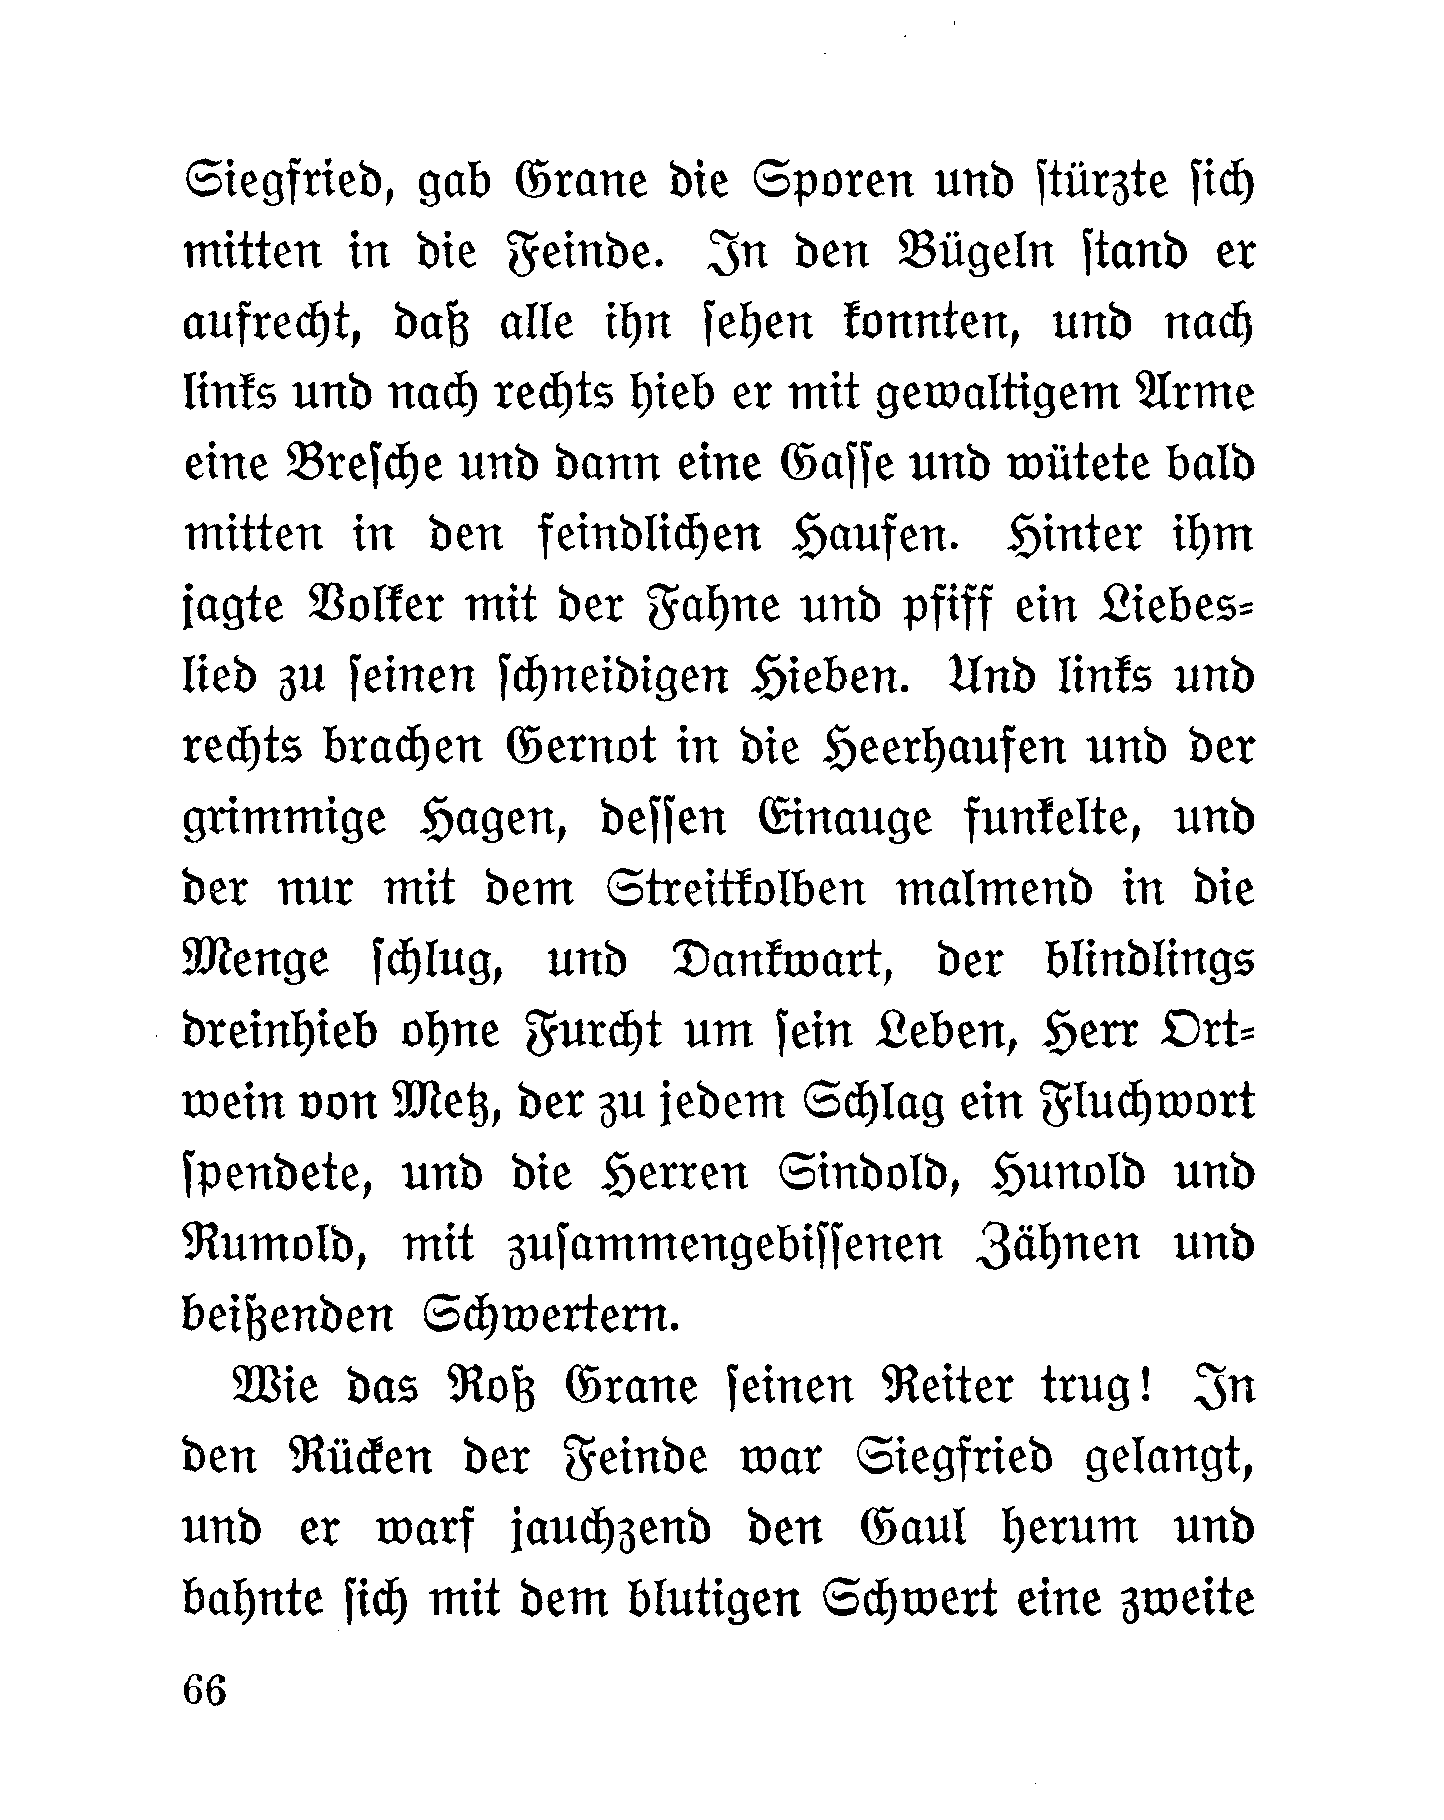 Siegfried, gab Grane die Sporen und ſtürzte ſich
mitten in die Feinde. In den Bügeln ſtand er
aufrecht, daß alle ihn ſehen konnten, und nach
links und nach rechts hieb er mit gewaltigem Arme
eine Breſche und dann eine Gaſſe und wütete bald
mitten in den feindlichen Haufen. Hinter ihm
jagte Volker mit der Fahne und pfiff ein Liebes⸗
lied zu ſeinen ſchneidigen Hieben. Und links und
rechts brachen Gernot in die Heerhaufen und der
grimmige Hagen, deſſen Einauge funkelte, und
der nur mit dem Streitkolben malmend in die
Menge ſchlug, und Dankwart, der blindlings
dreinhieb ohne Furcht um ſein Leben, Herr Ort⸗
wein von Metz, der zu jedem Schlag ein Fluchwort
ſpendete, und die Herren Sindold, Hunold und
Rumold, mit zuſammengebiſſenen Zähnen und
beißenden Schwertern.
Wie das Roß Grane ſeinen Reiter trug! In
den Rücken der Feinde war Siegfried gelangt,
und er warf jauchzend den Gaul herum und
bahnte ſich mit dem blutigen Schwert eine zweite
66